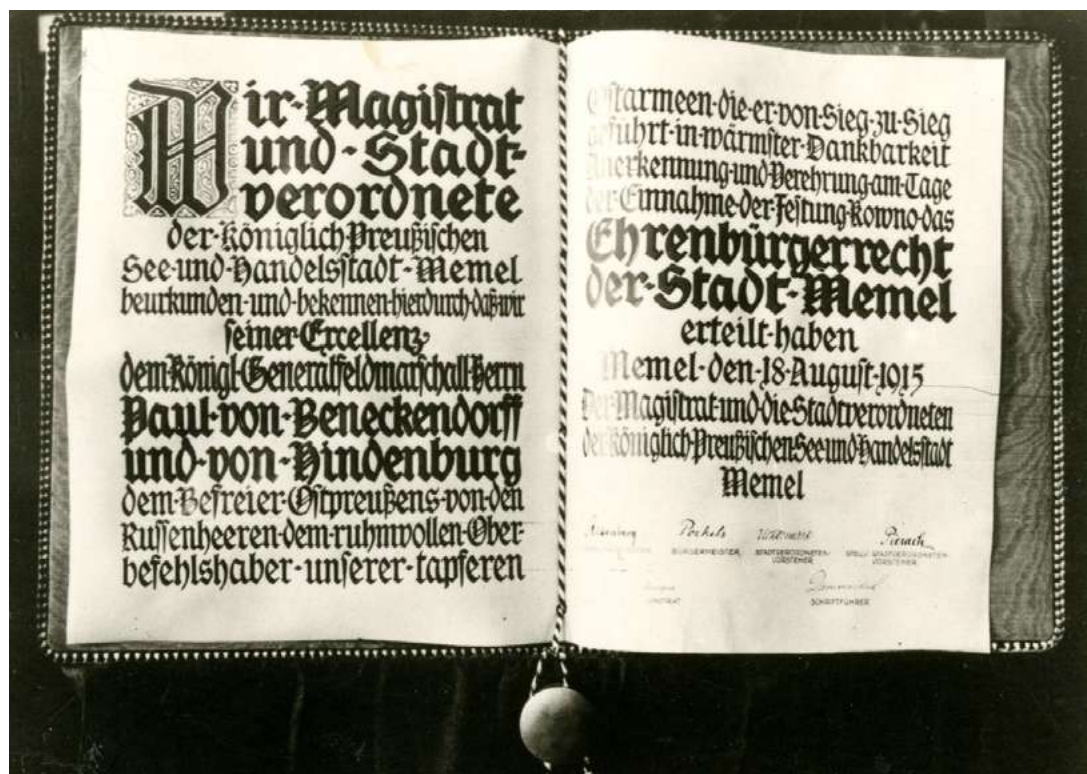 Wir·Magistrat
und·Stadt-
verordnete
der·Königlich·Preußischen
See·und·Handelsstadt·Memel
beurkunden·und·bekennen·hierdurch·daß·wir
seiner·Excellenz·
dem·Königl·Generalfeldmarschall·Herrn
Paul·von·Beneckendorff
und·von·Hindenburg
dem·Befreier·Ostpreußens·von·den
Russenheeren·dem·ruhmvollen·Ober-
befehlshaber·unserer·tapferen
Ostarmeen·die·er·von·Sieg·zu·Sieg
geführt·in·wärmster·Dankbarkeit
Anerkennung·und·Verehrung·am·Tage
der·Einnahme·der·Festung·Kowno·das
Ehrenbürgerrecht
der·Stadt·Memel
erteilt·haben
Memel·den·18·August·1915
Der·Magistrat·und·die·Stadtverordneten
der·Königlich·Preußischen·See·und·Handelsstadt
Memel
Pockels
BÜRGERMEISTER STADTVERORDNETEN- STELLV. STADTVERORDNETEN-
VORSTEHER VORSTEHER
SCHRIFTFÜHRER